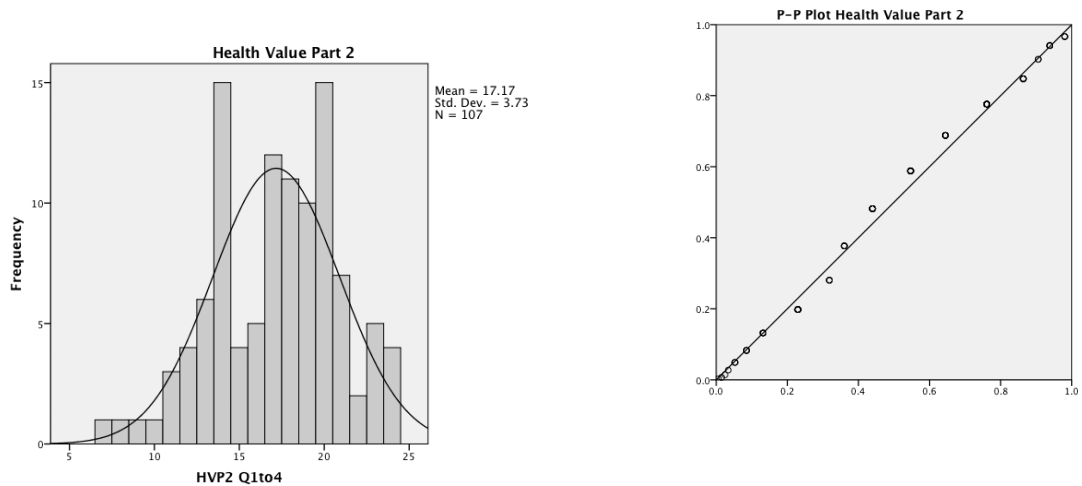 Health Value Part 2
Mean = 17.17
Std. Dev. = 3.73
N = 107
15
10
5
0
Frequency
5 10 15 20 25
HVP2 Q1to4
P-P Plot Health Value Part 2
1.0
0.8
0.6
0.4
0.2
0.0
0.0 0.2 0.4 0.6 0.8 1.0